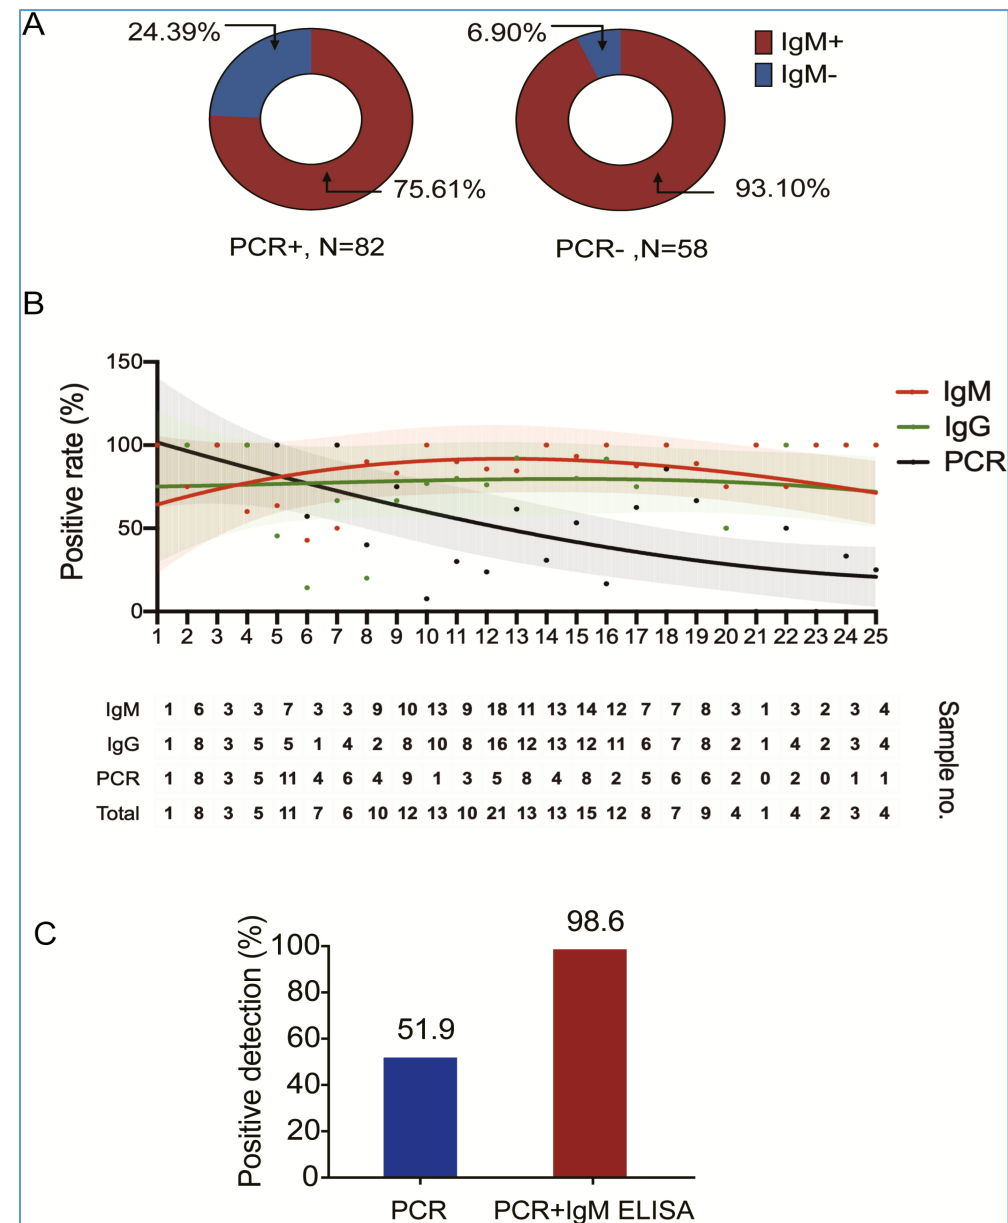 A
24.39%
6.90%
IgM+
IgM-
75.61%
93.10%
PCR+, N=82
PCR- ,N=58
B
Positive rate (%)
150
100
50
0
IgM
IgG
PCR
1 2 3 4 5 6 7 8 9 10 11 12 13 14 15 16 17 18 19 20 21 22 23 24 25
IgM 1 6 3 3 7 3 3 9 10 13 9 18 11 13 14 12 7 7 8 3 1 3 2 3 4
IgG 1 8 3 5 5 1 4 2 8 10 8 16 12 13 12 11 6 7 8 2 1 4 2 3 4
PCR 1 8 3 5 11 4 6 4 9 1 3 5 8 4 8 2 5 6 6 2 0 2 0 1 1
Total 1 8 3 5 11 7 6 10 12 13 10 21 13 13 15 12 8 7 9 4 1 4 2 3 4
Sample no.
C
Positive detection (%)
100
80
60
40
20
0
51.9
98.6
PCR
PCR+IgM ELISA